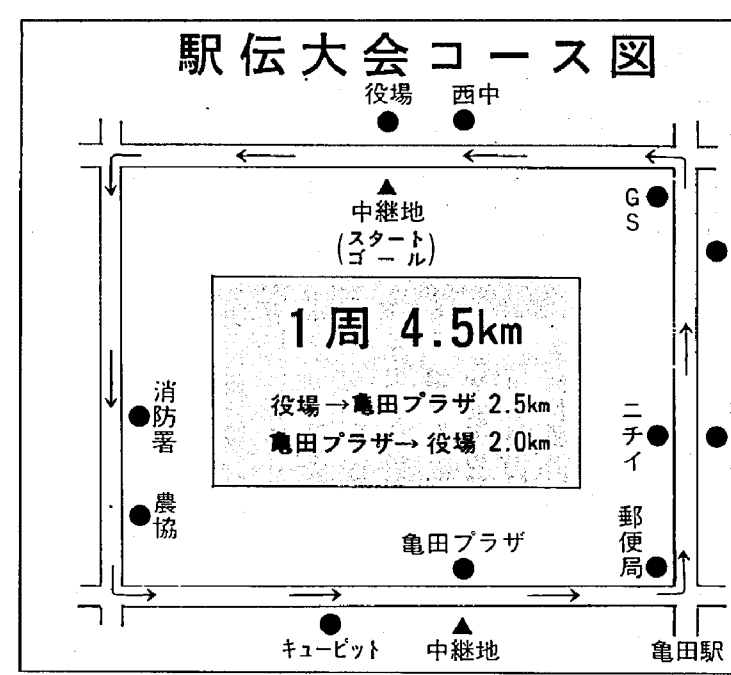 駅伝大会コース図
役場
西中
中継地
(スタート
ゴール)
GS
1周 4.5km
役場→亀田プラザ 2.5km
亀田プラザ→役場 2.0km
消防署
農協
ニチイ
郵便局
亀田プラザ
キューピット
中継地
亀田駅